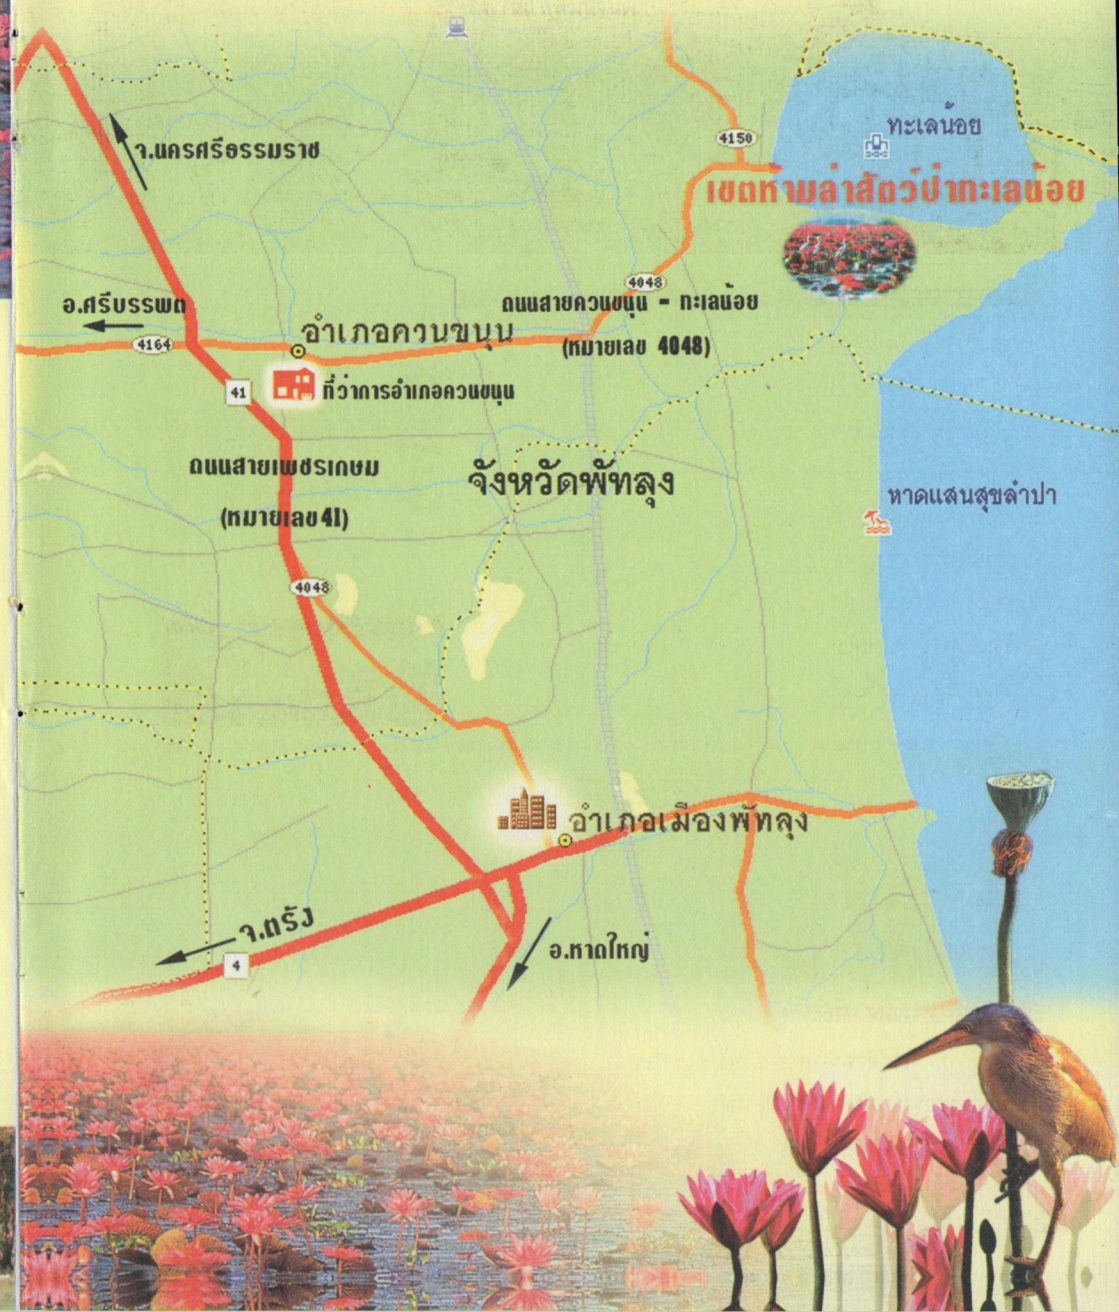 ทะเลน้อย
จ.นครศรีธรรมราช
4150
เขตห้ามล่าสัตว์ป่าทะเลน้อย
4048
อ.ศรีบรรพต
ถนนสายควนขนุน - ทะเลน้อย
อำเภอควนขนุน
4164
(หมายเลข 4048)
41
ที่ว่าการอำเภอควนขนุน
ถนนสายเพชรเกษม
จังหวัดพัทลุง
หาดแสนสุขลำปา
(หมายเลข41)
4048
อำเภอเมืองพัทลุง
จ.ตรัง
อ.หาดใหญ่
4